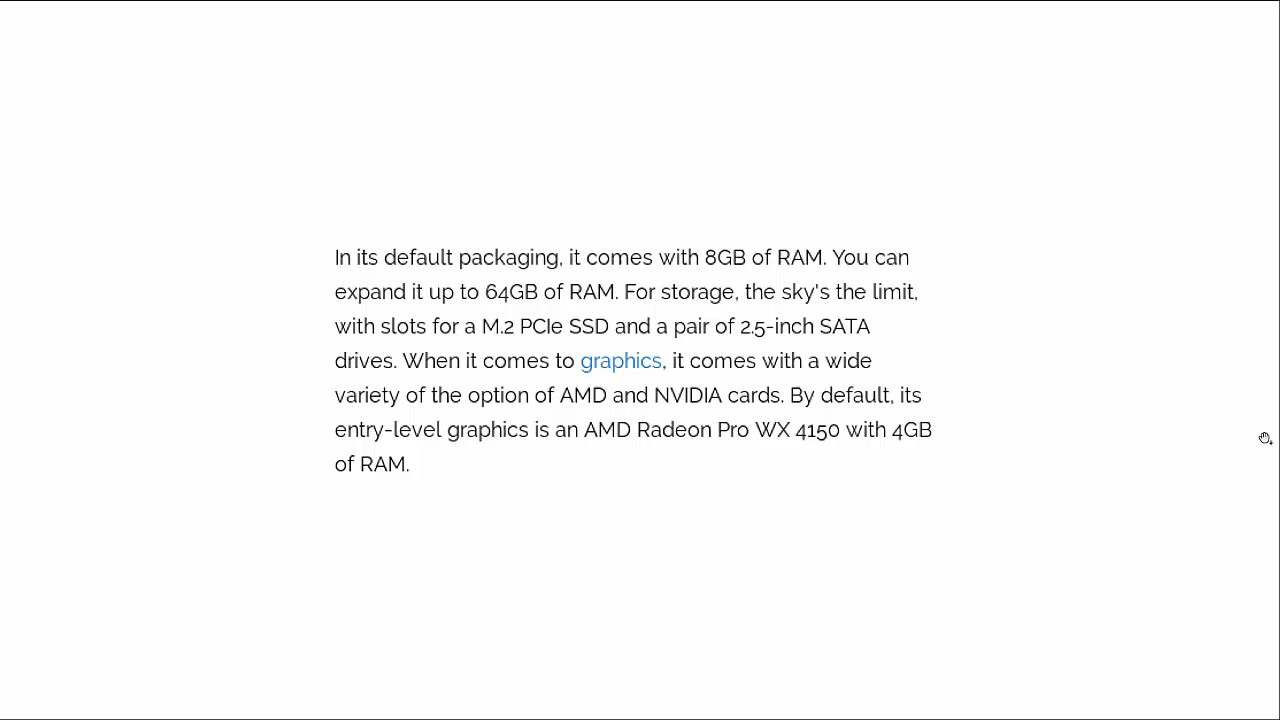 In its default packaging, it comes with 8GB of RAM. You can
expand it up to 64GB of RAM. For storage, the sky's the limit,
with slots for a M.2 PCIe SSD and a pair of 2.5-inch SATA
drives. When it comes to graphics, it comes with a wide
variety of the option of AMD and NVIDIA cards. By default, its
entry-level graphics is an AMD Radeon Pro WX 4150 with 4GB
of RAM.